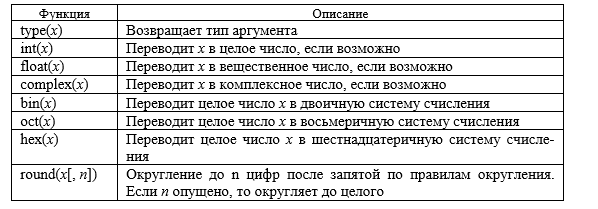 Функция Описание
type(x) Возвращает тип аргумента
int(x) Переводит x в целое число, если возможно
float(x) Переводит x в вещественное число, если возможно
complex(x) Переводит x в комплексное число, если возможно
bin(x) Переводит целое число x в двоичную систему счисления
oct(x) Переводит целое число x в восьмеричную систему счисления
hex(x) Переводит целое число x в шестнадцатеричную систему счисле-
ния
round(x[, n]) Округление до n цифр после запятой по правилам округления.
Если n опущено, то округляет до целого